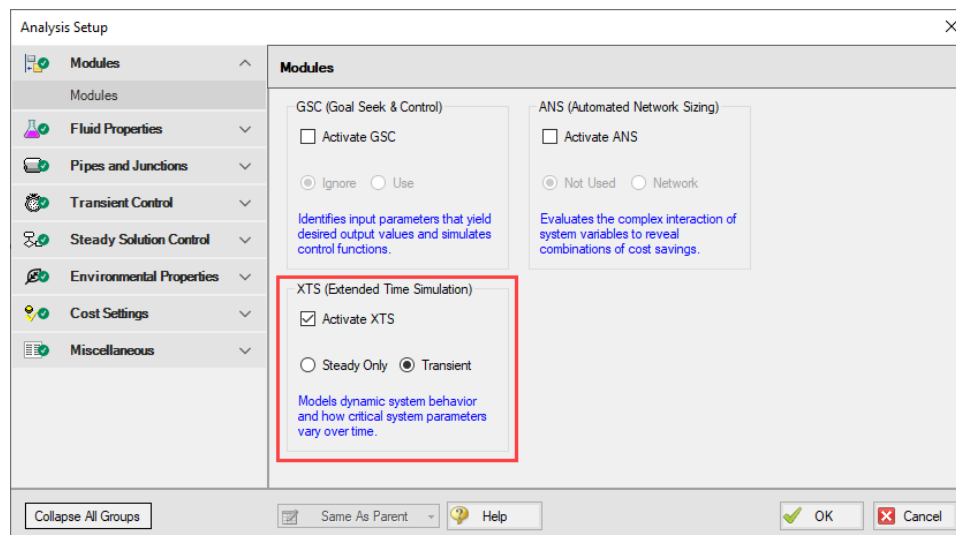 Analysis Setup
Modules
Modules
Fluid Properties
Pipes and Junctions
Transient Control
Steady Solution Control
Environmental Properties
Cost Settings
Miscellaneous
Collapse All Groups
Modules
GSC (Goal Seek & Control)
Activate GSC
Ignore Use
Identifies input parameters that yield
desired output values and simulates
control functions.
ANS (Automated Network Sizing)
Activate ANS
Not Used Network
Evaluates the complex interaction of
system variables to reveal
combinations of cost savings.
XTS (Extended Time Simulation)
Activate XTS
Steady Only Transient
Models dynamic system behavior
and how critical system parameters
vary over time.
Same As Parent
Help
OK
Cancel